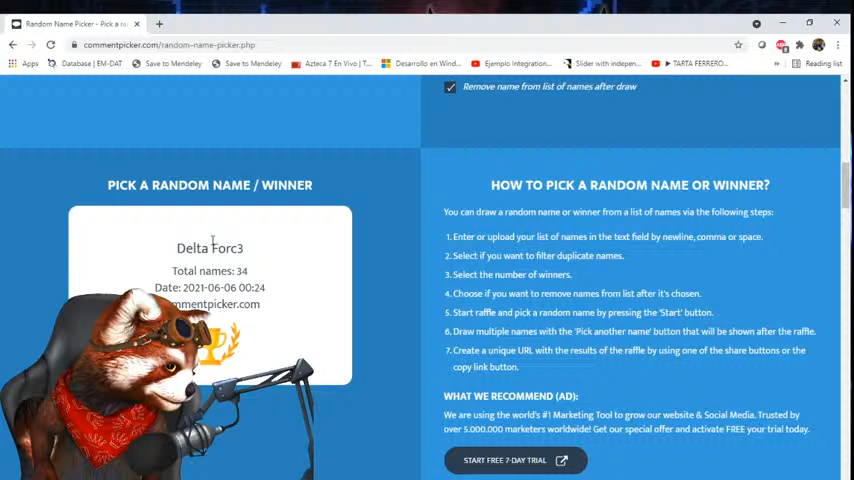 Random Name Picker - Pick a ra
commentpicker.com/random-name-picker.php
Apps
Database | EM-DAT
Save to Mendeley
Save to Mendeley
Azteca 7 En Vivo | T...
Desarrollo en Wind...
Ejemplo Integracion...
Slider with indepen...
▷ TARTA FERRERO...
»
Reading list
Remove name from list of names after draw
PICK A RANDOM NAME / WINNER
Delta Forc3
Total names: 34
Date: 2021-06-06 00:24
mmentpicker.com
HOW TO PICK A RANDOM NAME OR WINNER?
You can draw a random name or winner from a list of names via the following steps:
1. Enter or upload your list of names in the text field by newline, comma or space.
2. Select if you want to filter duplicate names.
3. Select the number of winners.
4. Choose if you want to remove names from list after it's chosen.
5. Start raffle and pick a random name by pressing the 'Start' button.
6. Draw multiple names with the 'Pick another name' button that will be shown after the raffle.
7. Create a unique URL with the results of the raffle by using one of the share buttons or the
copy link button.
WHAT WE RECOMMEND (AD):
We are using the world's #1 Marketing Tool to grow our website & Social Media. Trusted by
over 5.000.000 marketers worldwide! Get our special offer and activate FREE your trial today.
START FREE 7-DAY TRIAL